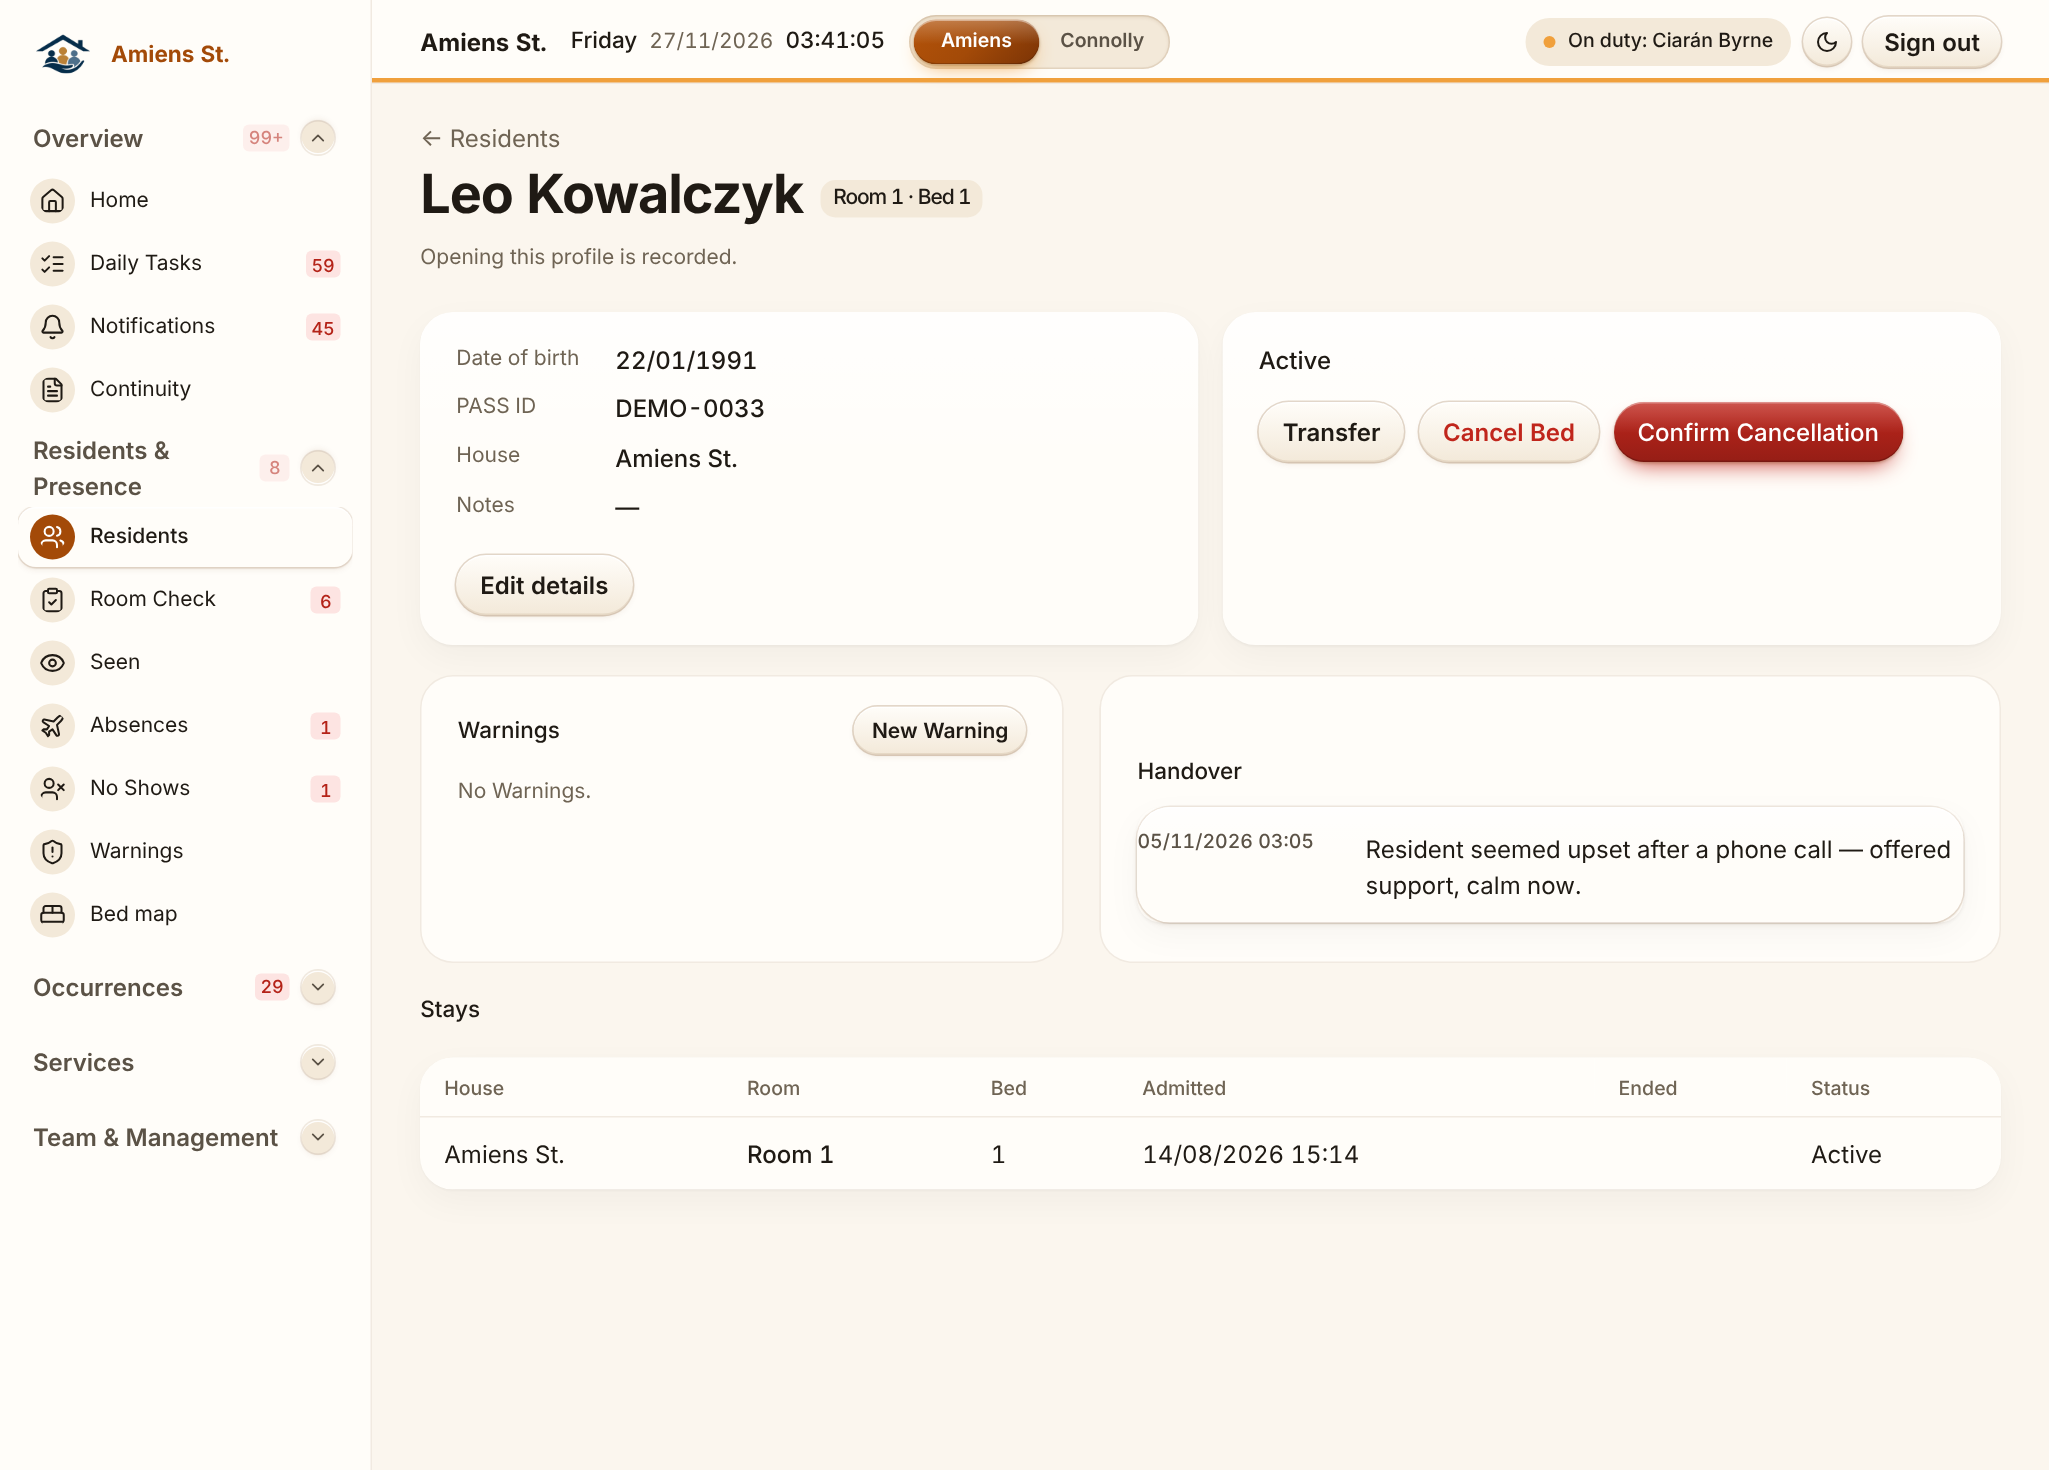 Amiens St.
Overview 99+
Home
Daily Tasks 59
Notifications 45
Continuity
Residents &
Presence 8
Residents
Room Check 6
Seen
Absences 1
No Shows 1
Warnings
Bed map
Occurrences 29
Services
Team & Management
Amiens St. Friday 27/11/2026 03:41:05 Amiens Connolly On duty: Ciarán Byrne Sign out
← Residents
Leo Kowalczyk Room 1 · Bed 1
Opening this profile is recorded.
Date of birth 22/01/1991
PASS ID DEMO-0033
House Amiens St.
Notes —
Edit details
Active
Transfer Cancel Bed Confirm Cancellation
Warnings New Warning
No Warnings.
Handover
05/11/2026 03:05 Resident seemed upset after a phone call — offered
support, calm now.
Stays
House Room Bed Admitted Ended Status
Amiens St. Room 1 1 14/08/2026 15:14 Active